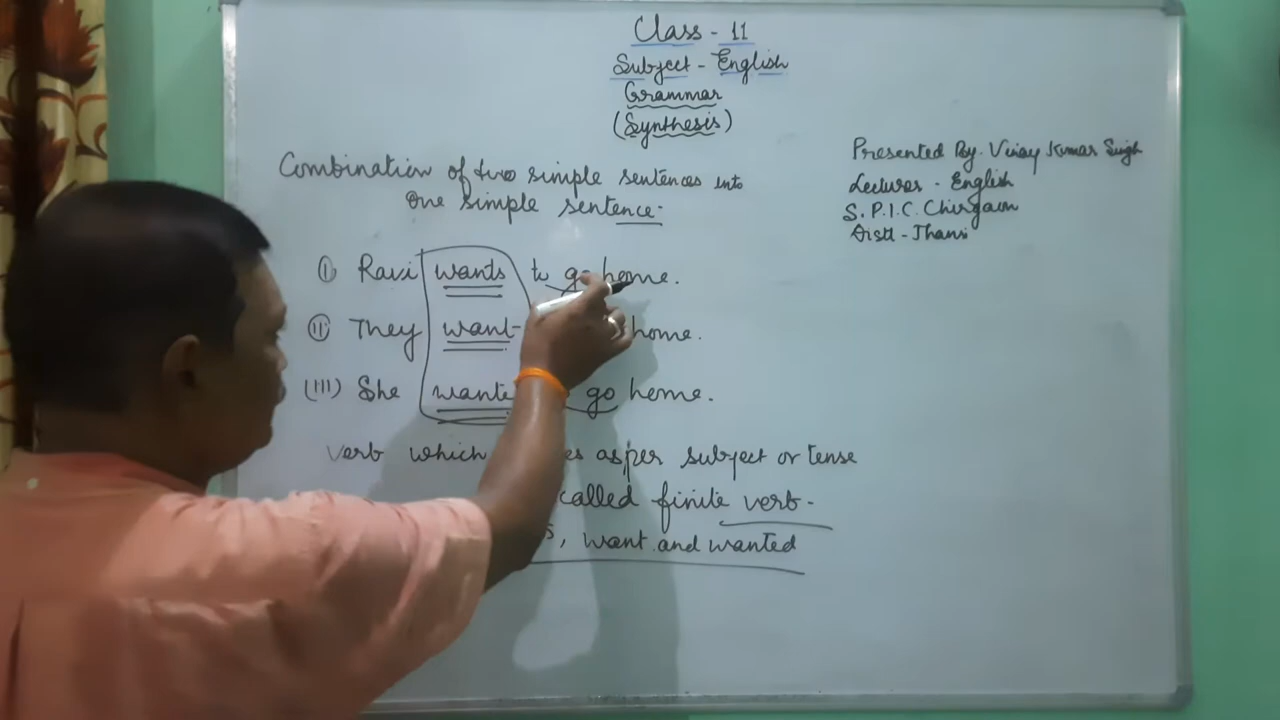 Class - 11
Subject - English
Grammar
(Synthesis)
Combination of two simple sentences into
one simple sentence:-
Presented By. Vinay Kumar Singh
Lecturer - English
S.P.I.C. Chirgaon
Distt - Jhansi
(I) Ravi wants to go home.
(II) They want home.
(III) She go home.
Verb which as per subject or tense
called finite verb-
want and wanted